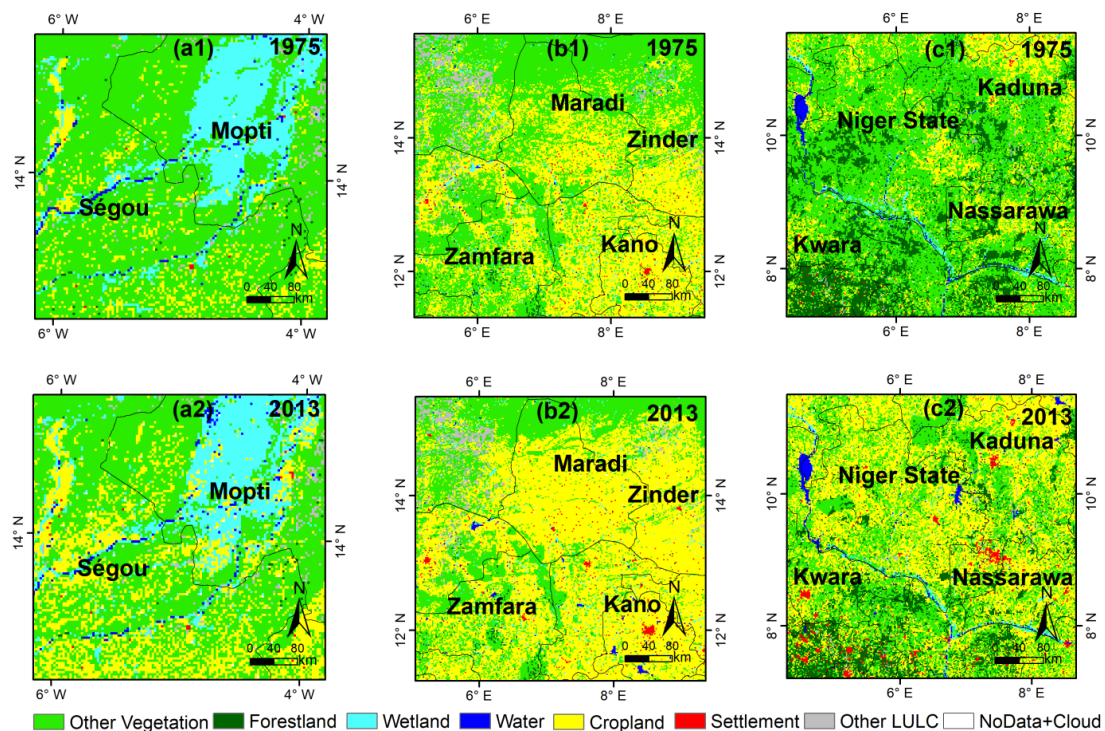 6° W 4° W 6° E 8° E 6° E 8° E
(a1) 1975 (b1) 1975 (c1) 1975
Kaduna
Maradi
Niger State
Mopti
Zinder
14° N 14° N 14° N 10° N 10° N
Ségou
Nassarawa
Kwara
Zamfara Kano
12° N 12° N 8° N 8° N
N N N
0 40 80 km 0 40 80 km 0 40 80 km
6° W 4° W 6° E 8° E 6° E 8° E
6° W 4° W 6° E 8° E 6° E 8° E
(a2) 2013 (b2) 2013 (c2) 2013
Kaduna
Maradi
Niger State
Mopti
Zinder
14° N 14° N 14° N 10° N 10° N
Ségou
Kwara Nassarawa
Zamfara Kano
12° N 12° N 8° N 8° N
N N N
0 40 80 km 0 40 80 km 0 40 80 km
6° W 4° W 6° E 8° E 6° E 8° E
Other Vegetation Forestland Wetland Water Cropland Settlement Other LULC NoData+Cloud